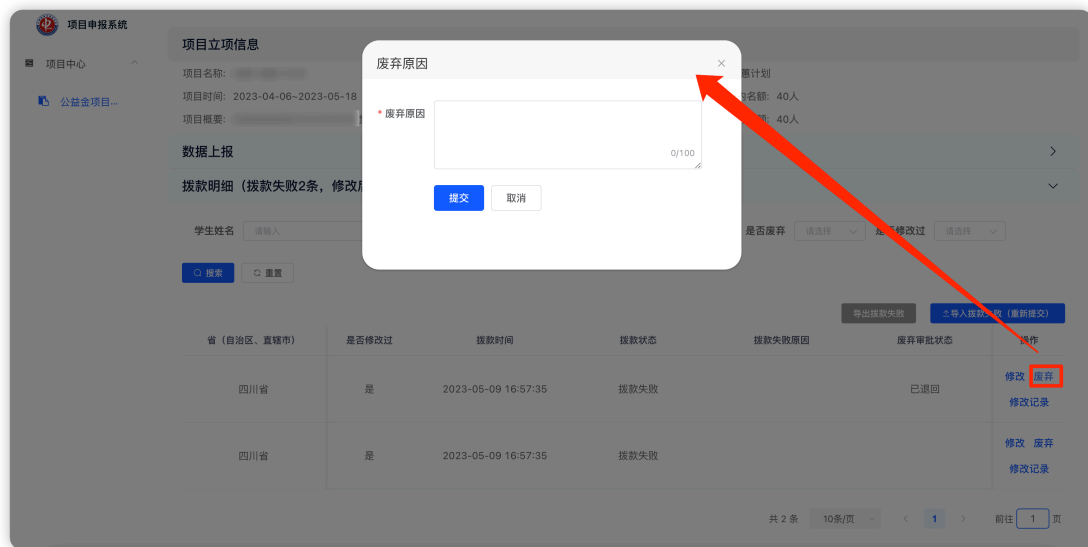 项目申报系统
项目中心
公益金项目...
项目立项信息
项目名称:
蕙计划
项目时间: 2023-04-06~2023-05-18
名额: 40人
项目概要:
额: 40人
数据上报
拨款明细（拨款失败2条，修改
学生姓名 请输入
是否废弃 请选择 是否修改过 请选择
搜索 重置
废弃原因
* 废弃原因
0/100
提交 取消
导出拨款失败 导入拨款失败（重新提交）
省（自治区、直辖市） 是否修改过 拨款时间 拨款状态 拨款失败原因 废弃审批状态 操作
四川省 是 2023-05-09 16:57:35 拨款失败 已退回 修改 废弃
修改记录
四川省 是 2023-05-09 16:57:35 拨款失败 修改 废弃
修改记录
共 2 条 10条/页 1 前往 1 页